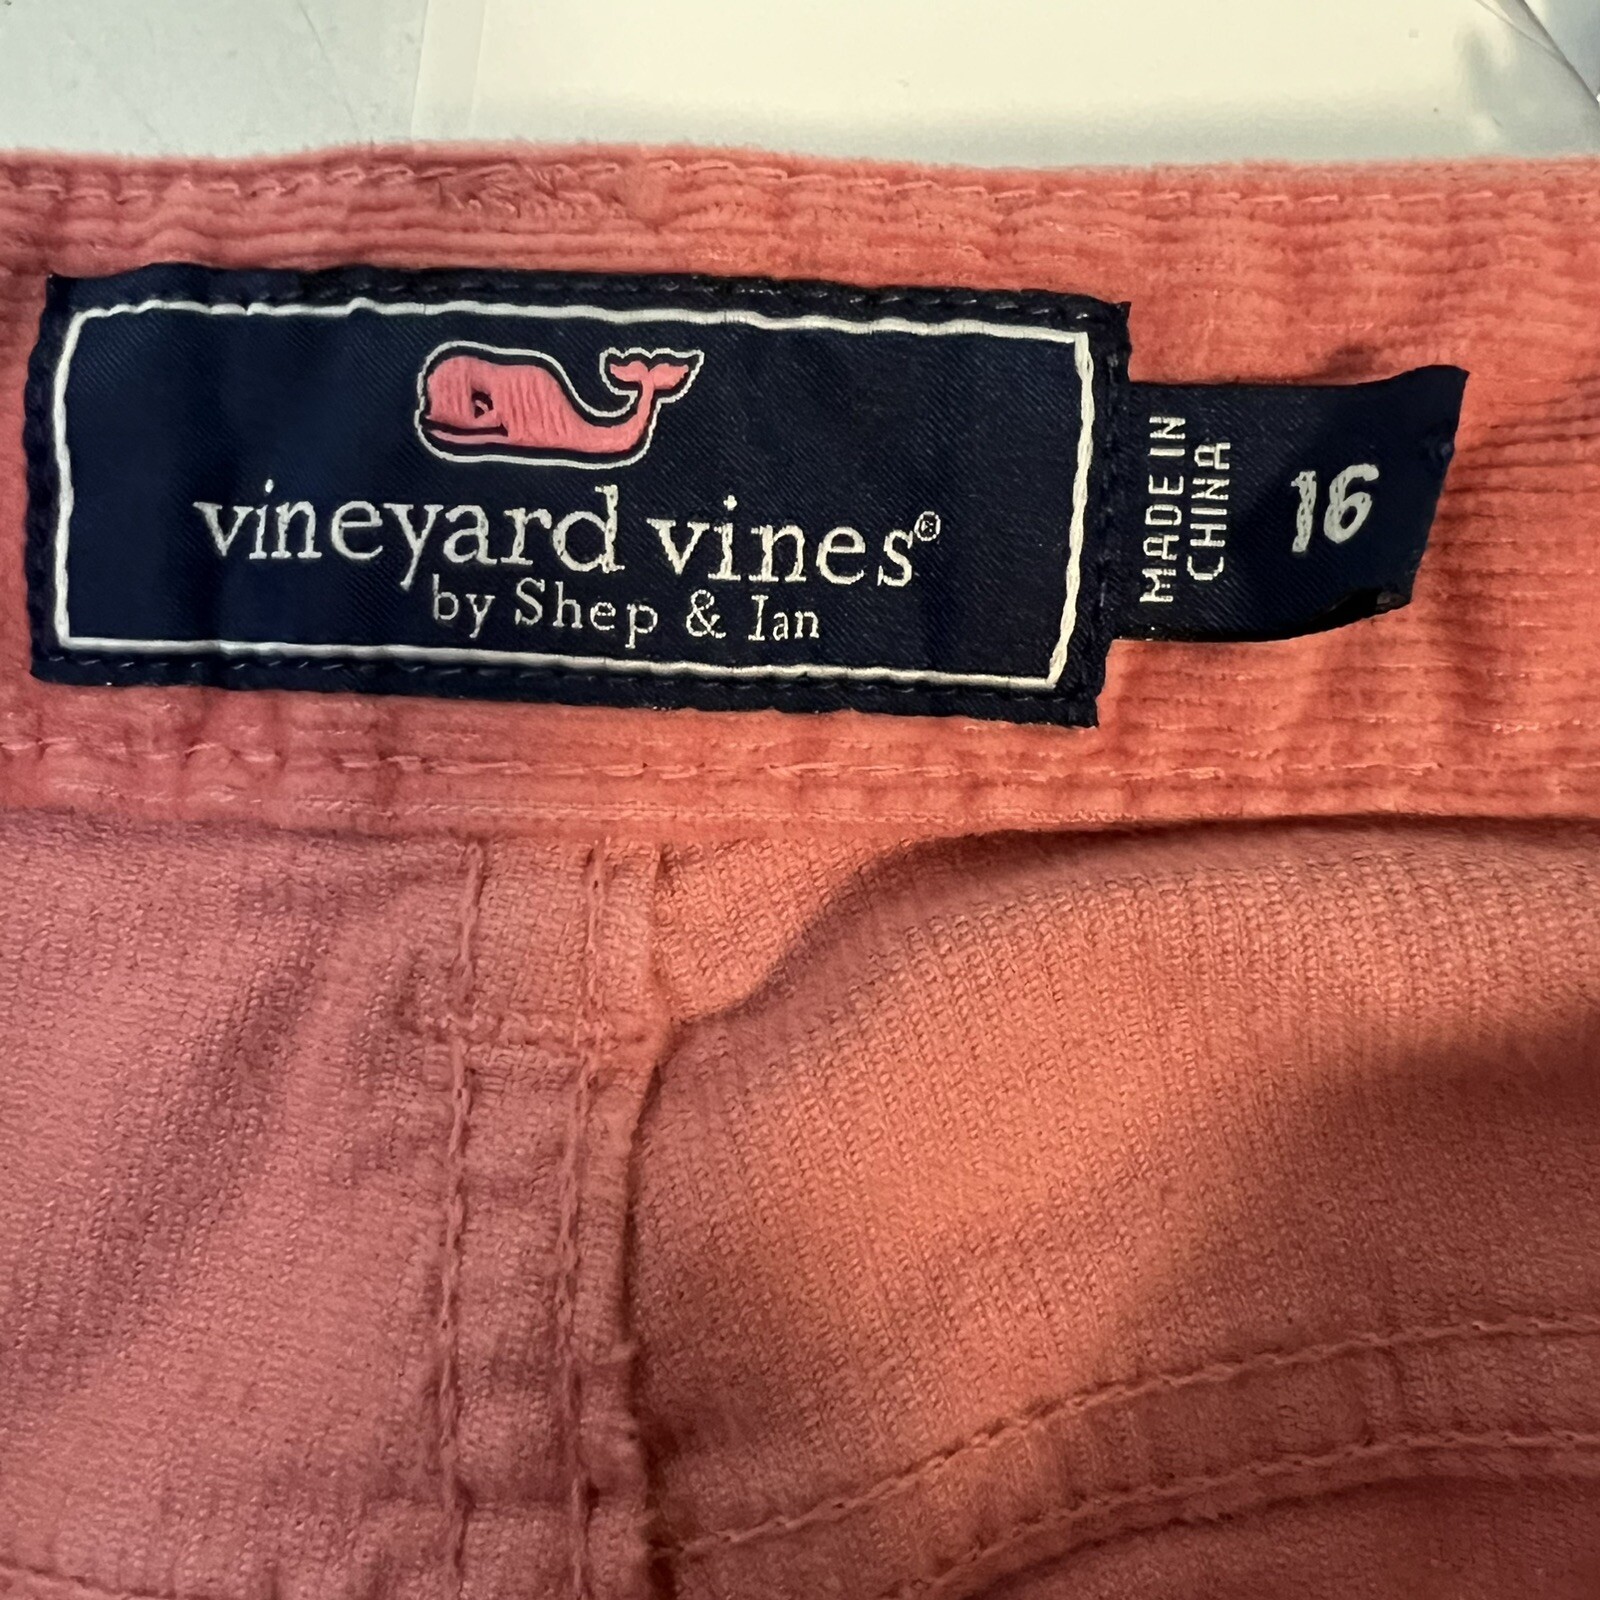 vineyard vines®
by Shep & Ian
MADE IN
CHINA
16